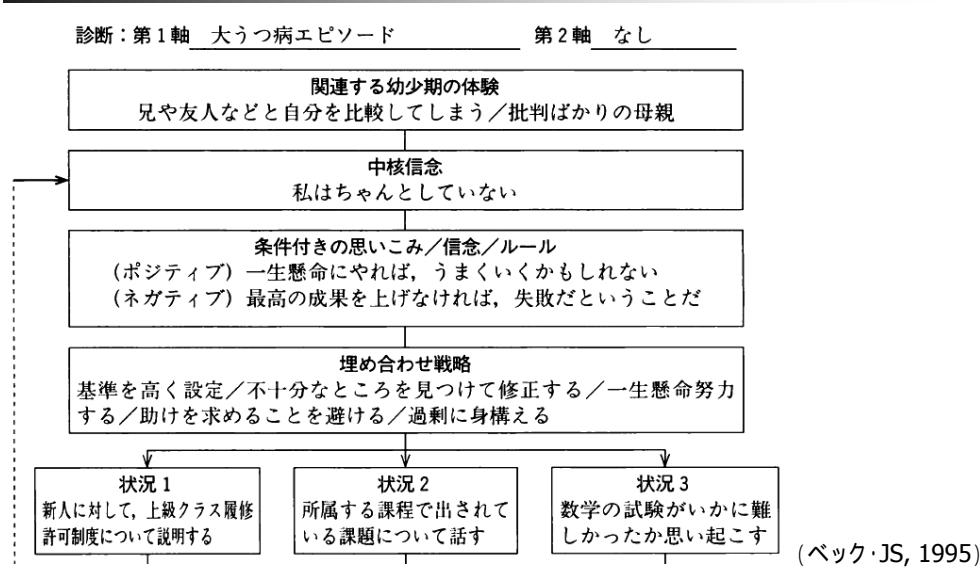 診断：第1軸　大うつ病エピソード　第2軸　なし
関連する幼少期の体験
兄や友人などと自分を比較してしまう／批判ばかりの母親
中核信念
私はちゃんとしていない
条件付きの思いこみ／信念／ルール
（ポジティブ）一生懸命にやれば，うまくいくかもしれない
（ネガティブ）最高の成果を上げなければ，失敗だということだ
埋め合わせ戦略
基準を高く設定／不十分なところを見つけて修正する／一生懸命努力
する／助けを求めることを避ける／過剰に身構える
状況1
新人に対して，上級クラス履修
許可制度について説明する
状況2
所属する課程で出されて
いる課題について話す
状況3
数学の試験がいかに難
しかったか思い起こす
(ベック・JS, 1995)